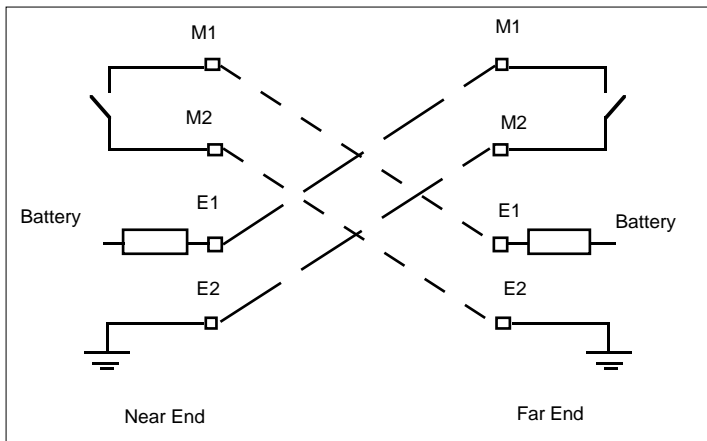 M1
M1
M2
M2
E1
E1
Battery
Battery
E2
E2
Near End
Far End